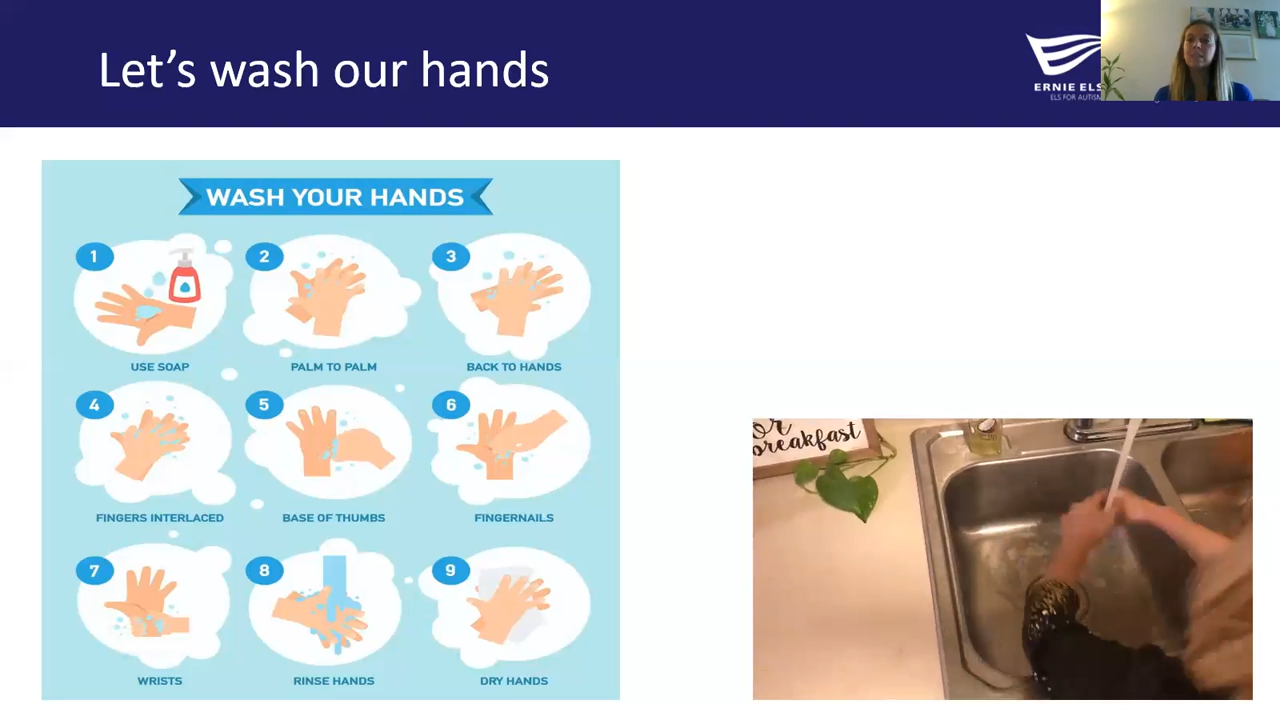 Let's wash our hands
ERNIE ELS
ELS FOR AUTISM
WASH YOUR HANDS
1
2
3
USE SOAP
PALM TO PALM
BACK TO HANDS
4
5
6
FINGERS INTERLACED
BASE OF THUMBS
FINGERNAILS
7
8
9
WRISTS
RINSE HANDS
DRY HANDS
or
breakfast